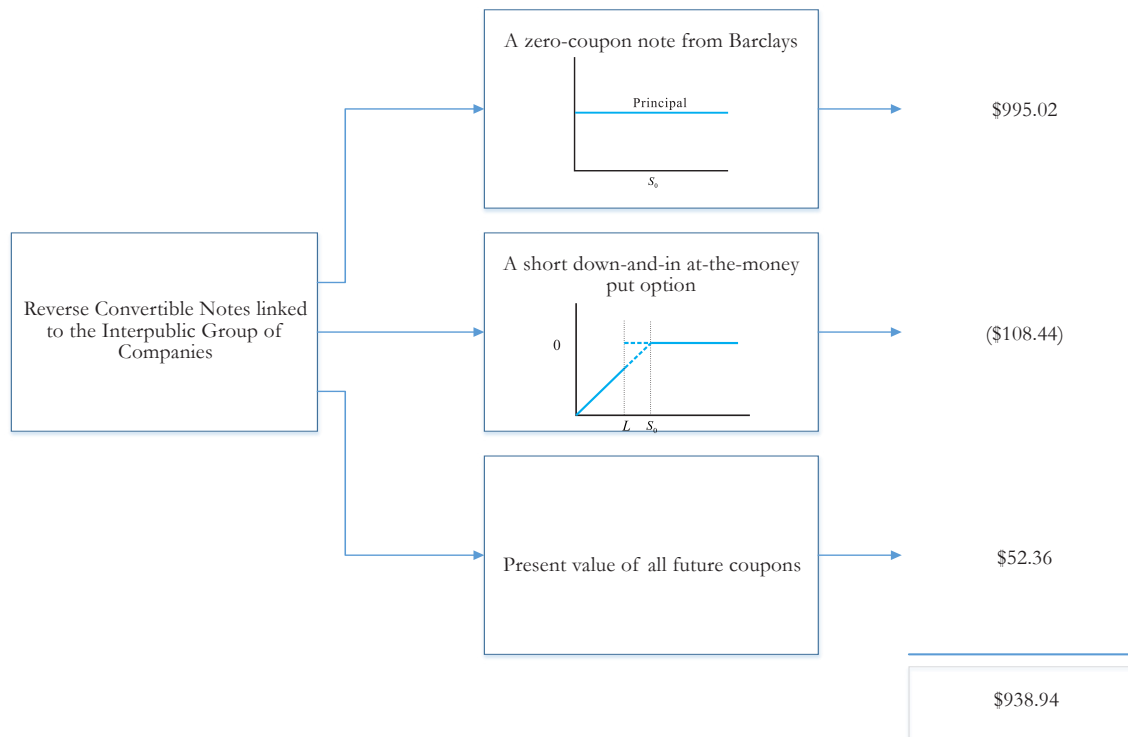 A zero-coupon note from Barclays
Principal
S₀
$995.02
Reverse Convertible Notes linked
to the Interpublic Group of
Companies
A short down-and-in at-the-money
put option
0
L S₀
($108.44)
Present value of all future coupons
$52.36
$938.94